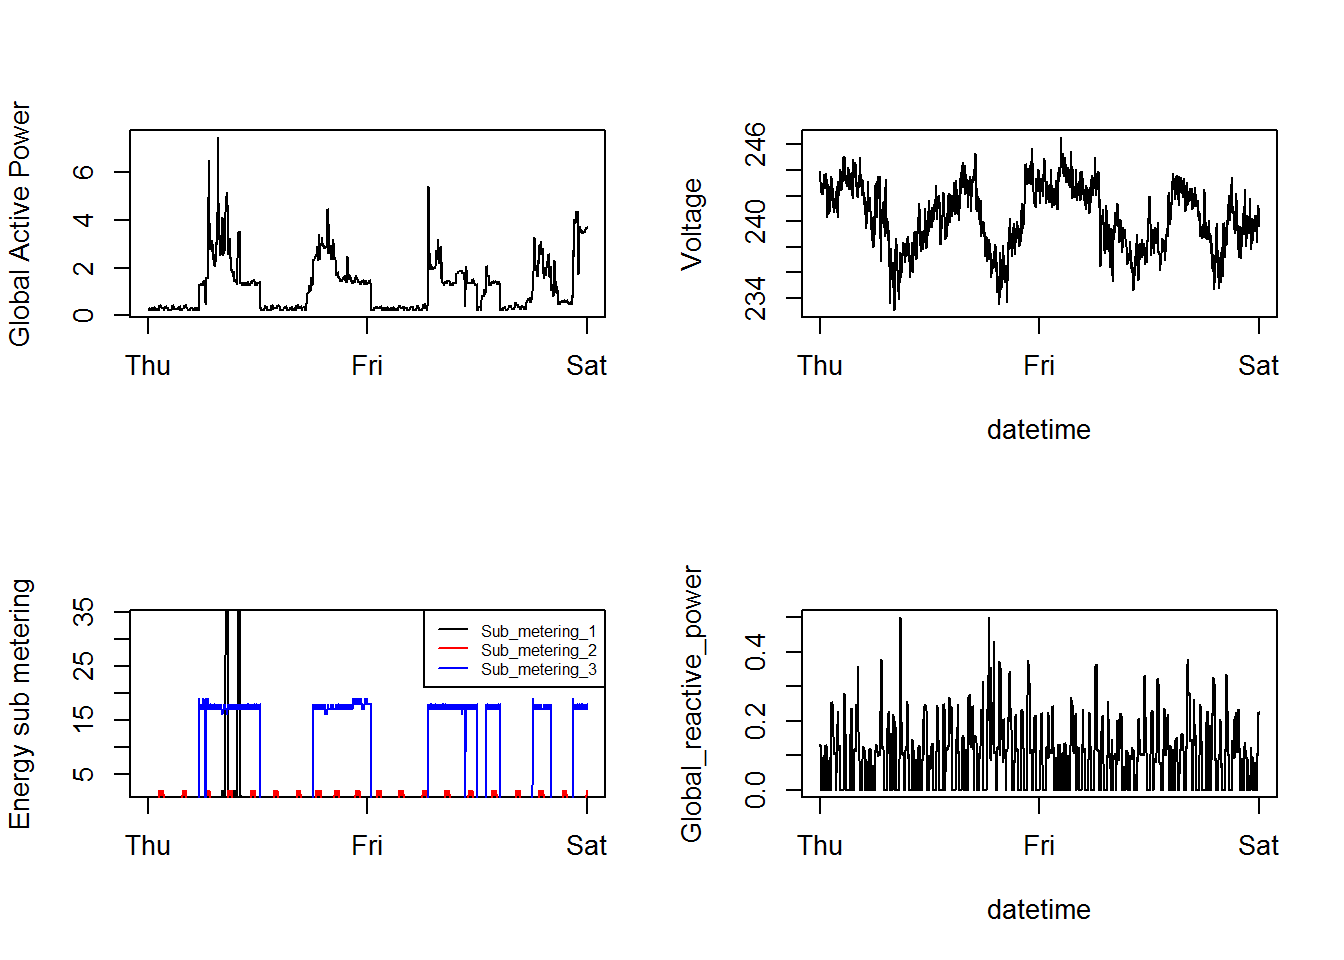 Global Active Power
0
2
4
6
Thu
Fri
Sat
Voltage
234
240
246
Thu
Fri
Sat
datetime
Energy sub metering
5
15
25
35
Sub_metering_1
Sub_metering_2
Sub_metering_3
Thu
Fri
Sat
Global_reactive_power
0.0
0.2
0.4
Thu
Fri
Sat
datetime